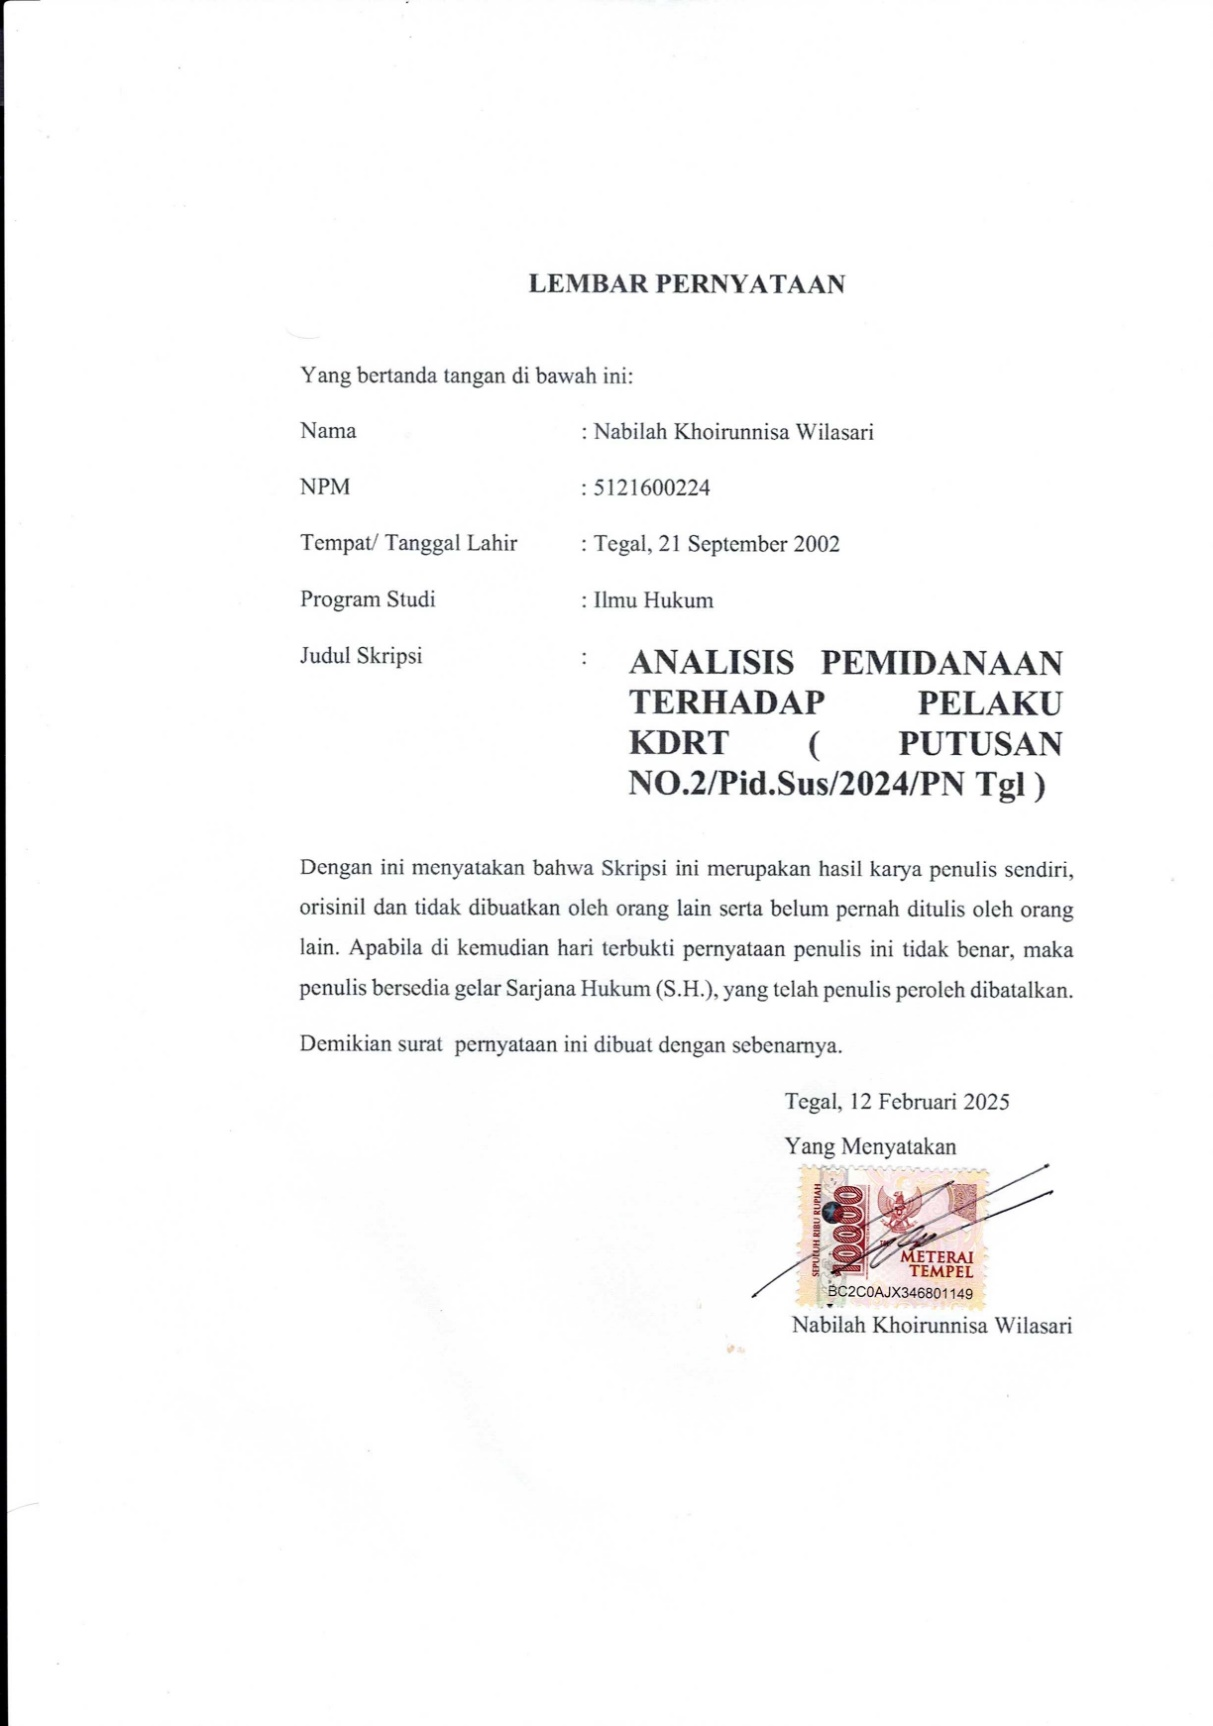 LEMBAR PERNYATAAN
Yang bertanda tangan di bawah ini:
Nama : Nabilah Khoirunnisa Wilasari
NPM : 5121600224
Tempat/ Tanggal Lahir : Tegal, 21 September 2002
Program Studi : Ilmu Hukum
Judul Skripsi : ANALISIS PEMIDANAAN
TERHADAP PELAKU
KDRT ( PUTUSAN
NO.2/Pid.Sus/2024/PN Tgl )
Dengan ini menyatakan bahwa Skripsi ini merupakan hasil karya penulis sendiri,
orisinil dan tidak dibuatkan oleh orang lain serta belum pernah ditulis oleh orang
lain. Apabila di kemudian hari terbukti pernyataan penulis ini tidak benar, maka
penulis bersedia gelar Sarjana Hukum (S.H.), yang telah penulis peroleh dibatalkan.
Demikian surat pernyataan ini dibuat dengan sebenarnya.
Tegal, 12 Februari 2025
Yang Menyatakan
SEPULUH RIBU RUPIAH
10000
METERAI
TEMPEL
BC2C0AJX346801149
Nabilah Khoirunnisa Wilasari